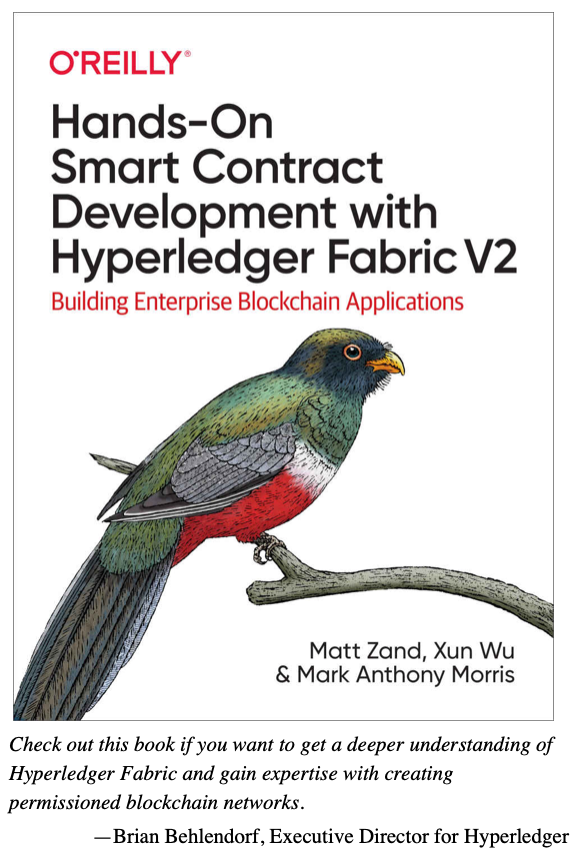 O'REILLY®
Hands-On
Smart Contract
Development with
Hyperledger Fabric V2
Building Enterprise Blockchain Applications
Matt Zand, Xun Wu
& Mark Anthony Morris
Check out this book if you want to get a deeper understanding of
Hyperledger Fabric and gain expertise with creating
permissioned blockchain networks.
—Brian Behlendorf, Executive Director for Hyperledger